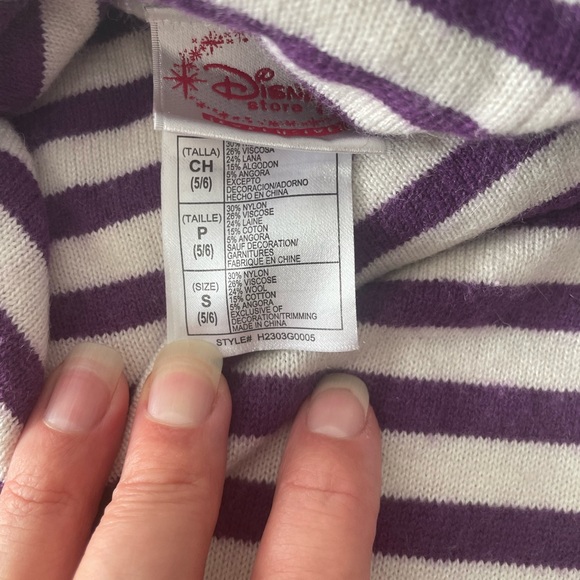 Disney
store
(TALLA)
CH
(5/6)
30%
26% VISCOSA
24% LANA
15% ALGODON
5% ANGORA
EXCEPTO
DECORACION/ADORNO
HECHO EN CHINA
(TAILLE)
P
(5/6)
30% NYLON
26% VISCOSE
24% LAINE
15% COTON
5% ANGORA
SAUF DECORATION/
GARNITURES
FABRIQUE EN CHINE
(SIZE)
S
(5/6)
30% NYLON
26% VISCOSE
24% WOOL
15% COTTON
5% ANGORA
EXCLUSIVE OF
DECORATION/TRIMMING
MADE IN CHINA
STYLE# H2303G0005